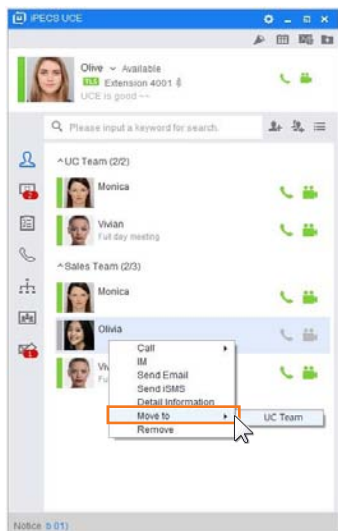 iPECS UCE
Olive Available
TLS Extension 4001
UCE is good ~~
Please input a keyword for search.
^UC Team (2/2)
Monica
2
Vivian
Full day meeting
^Sales Team (2/3)
Monica
Olivia
Call
IM
Send Email
Send iSMS
Detail Information
Move to
UC Team
Remove
1
Notice